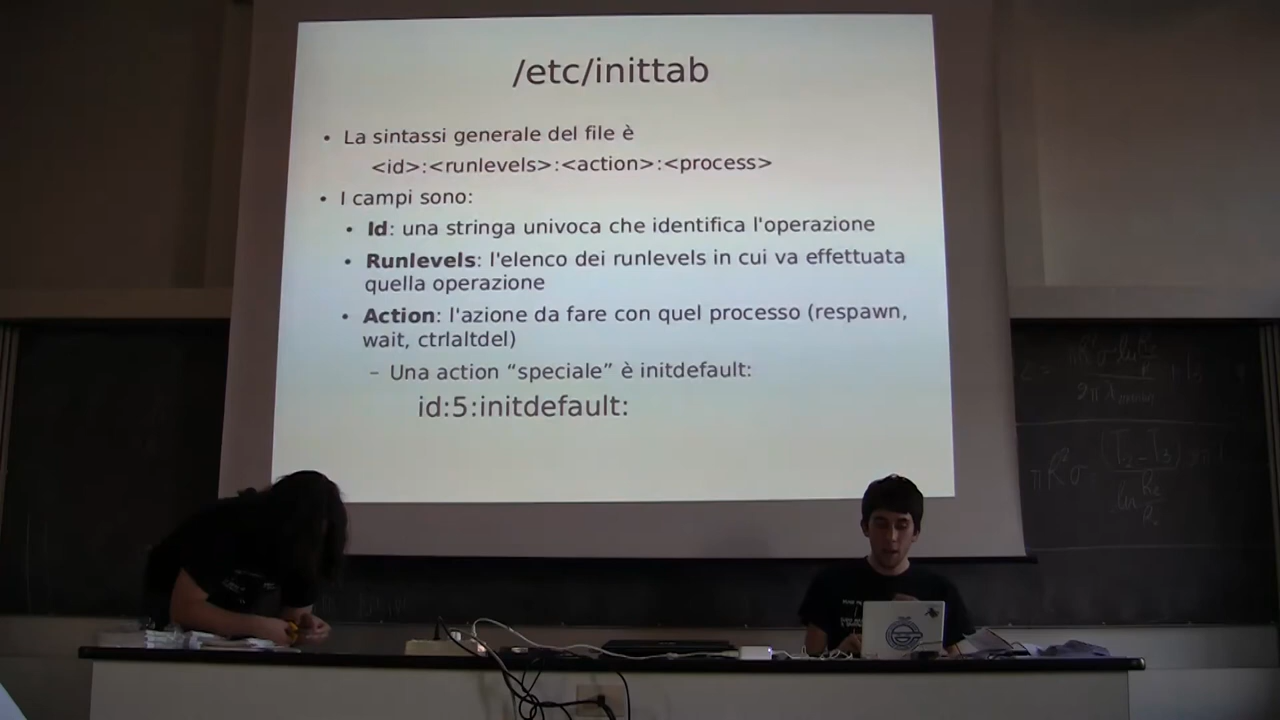 /etc/inittab
• La sintassi generale del file è
<id>:<runlevels>:<action>:<process>
• I campi sono:
• Id: una stringa univoca che identifica l'operazione
• Runlevels: l'elenco dei runlevels in cui va effettuata
quella operazione
• Action: l'azione da fare con quel processo (respawn,
wait, ctrlaltdel)
– Una action “speciale” è initdefault:
id:5:initdefault: